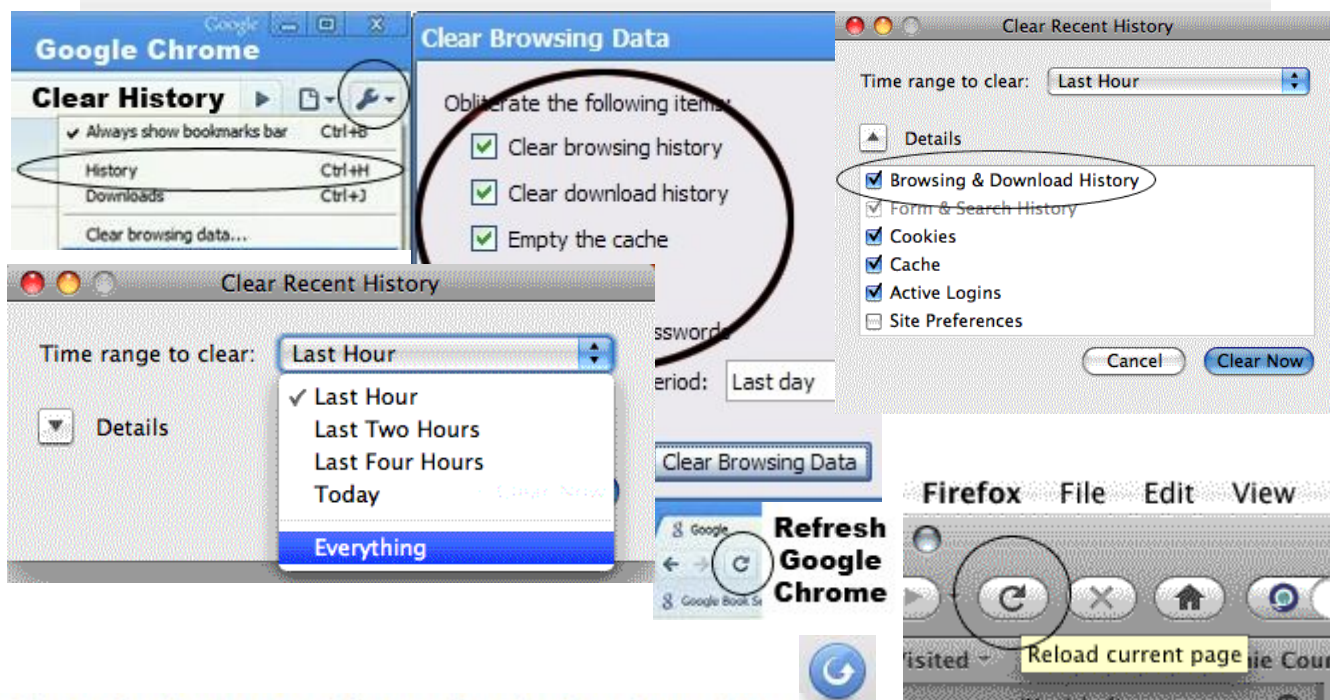 Google
Google Chrome
Clear History
Always show bookmarks bar Ctrl+B
History Ctrl+H
Downloads Ctrl+J
Clear browsing data...
Clear Browsing Data
Obliterate the following items:
Clear browsing history
Clear download history
Empty the cache
Period: Last day
Clear Browsing Data
Clear Recent History
Time range to clear: Last Hour
Details
Browsing & Download History
Form & Search History
Cookies
Cache
Active Logins
Site Preferences
Cancel Clear Now
Clear Recent History
Time range to clear: Last Hour
Last Hour
Last Two Hours
Last Four Hours
Today
Everything
Details
Google
Google Book
Refresh
Google
Chrome
Firefox File Edit View
Reload current page